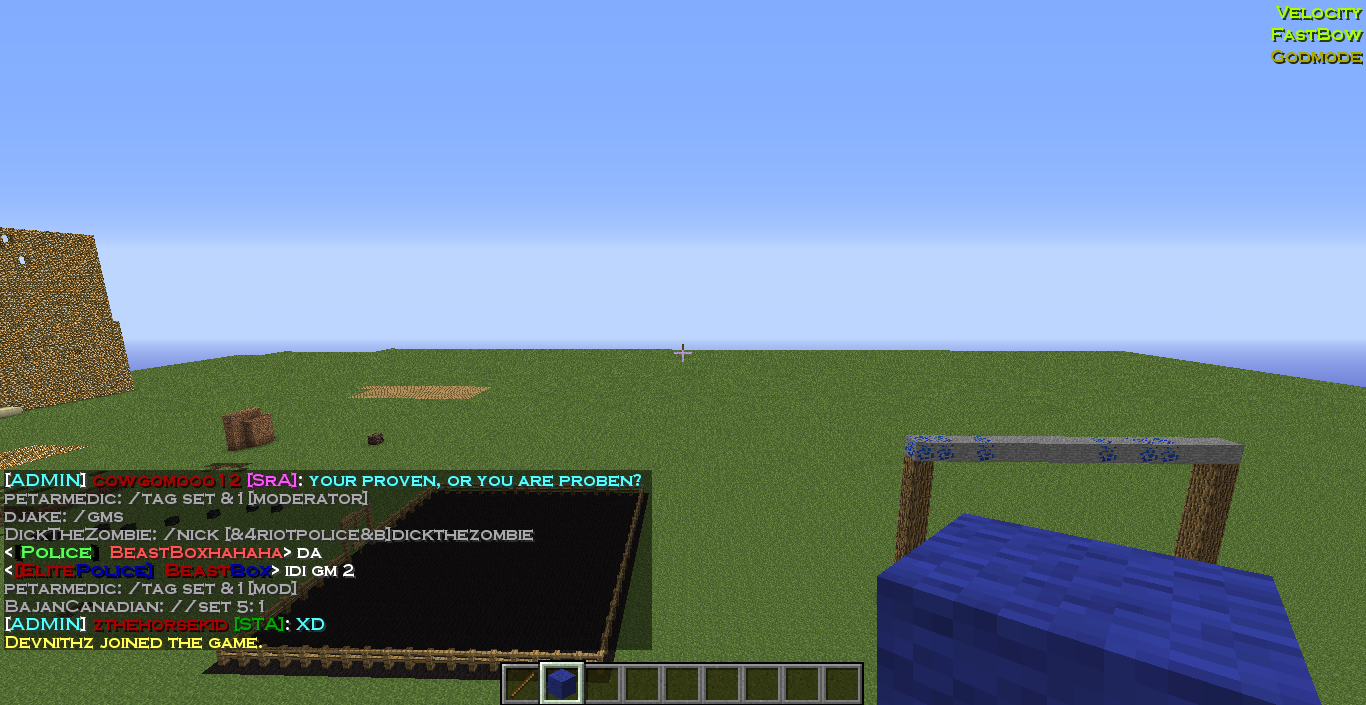 Velocity
FastBow
Godmode
[ADMIN] cowgomooo12 [SrA]: your proven, or you are proben?
petarmedic: /tag set &1[Moderator]
djake: /gms
DickTheZombie: /nick [&4RiotPolice&b]DickTheZombie
< [Police] BeastBoxhahaha> da
<[ElitePolice] BeastBox> idi gm 2
petarmedic: /tag set &1[Mod]
BajanCanadian: //set 5:1
[ADMIN] zthehorsekid [STA]: XD
Devnithz joined the game.